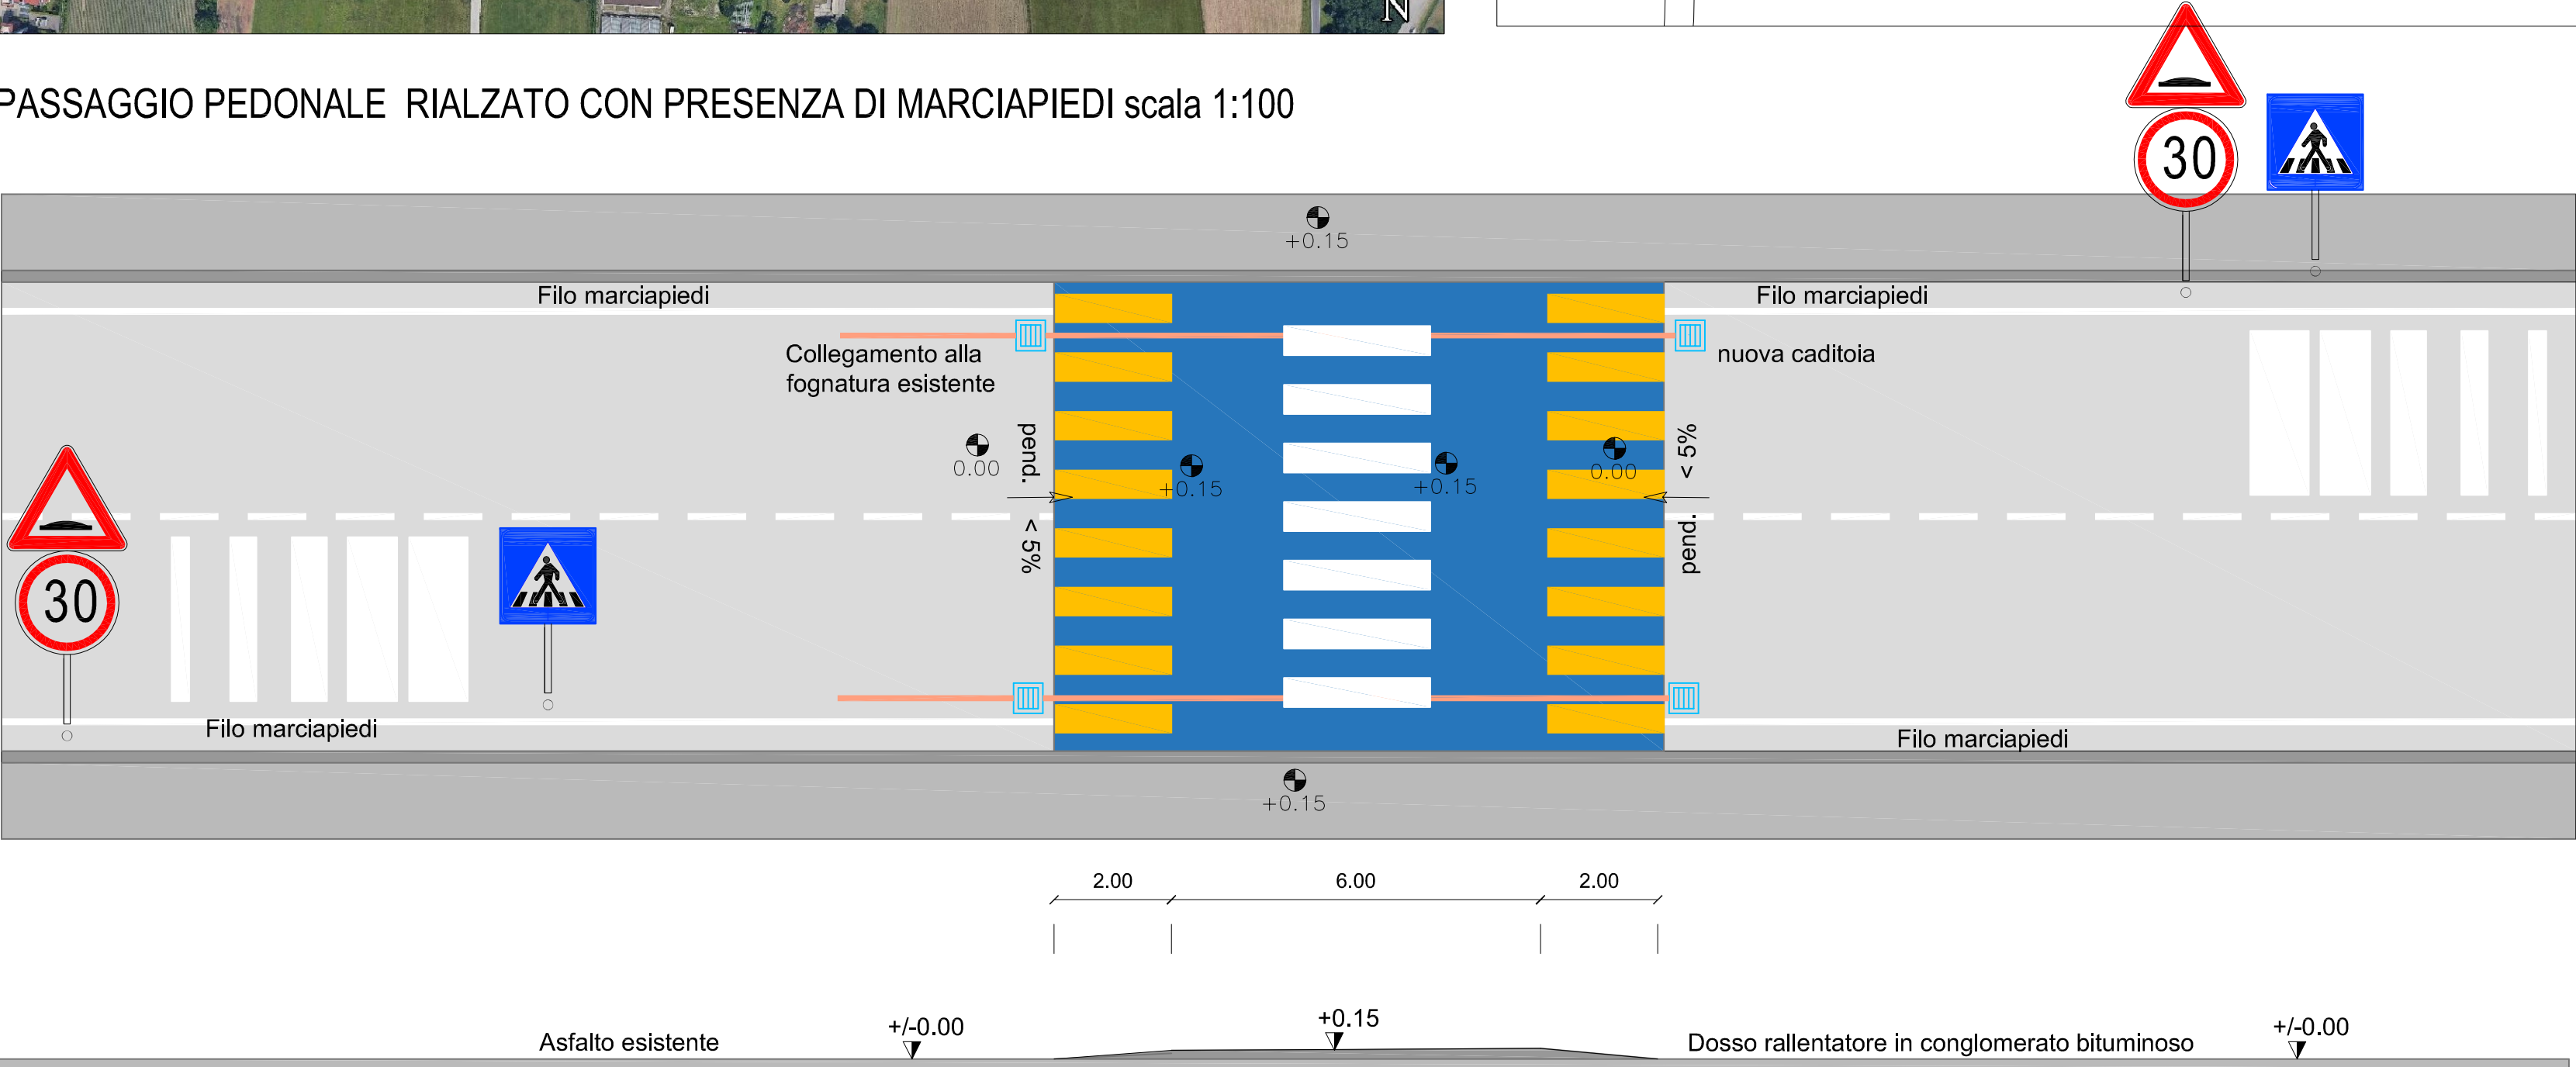 N
PASSAGGIO PEDONALE RIALZATO CON PRESENZA DI MARCIAPIEDI scala 1:100
30
+0.15
Filo marciapiedi
Filo marciapiedi
Collegamento alla
fognatura esistente
nuova caditoia
0.00
pend. < 5%
+0.15
+0.15
0.00
pend. < 5%
30
Filo marciapiedi
Filo marciapiedi
+0.15
2.00
6.00
2.00
Asfalto esistente
+/-0.00
+0.15
Dosso rallentatore in conglomerato bituminoso
+/-0.00